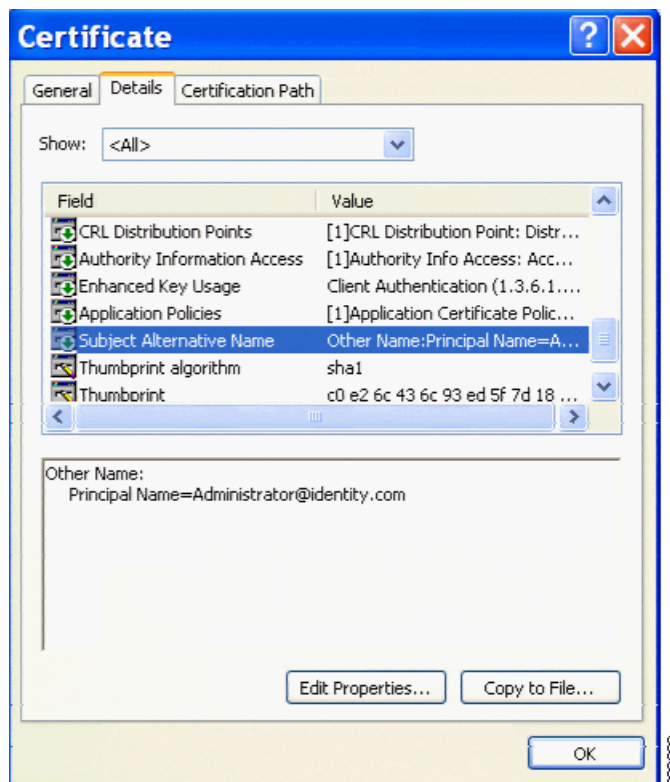 Certificate
General Details Certification Path
Show: <All>
Field Value
CRL Distribution Points [1]CRL Distribution Point: Distr...
Authority Information Access [1]Authority Info Access: Acc...
Enhanced Key Usage Client Authentication (1.3.6.1....
Application Policies [1]Application Certificate Polic...
Subject Alternative Name Other Name:Principal Name=A...
Thumbprint algorithm sha1
Thumbprint c0 e2 6c 43 6c 93 ed 5f 7d 18 ...
Other Name:
Principal Name=Administrator@identity.com
Edit Properties... Copy to File...
OK